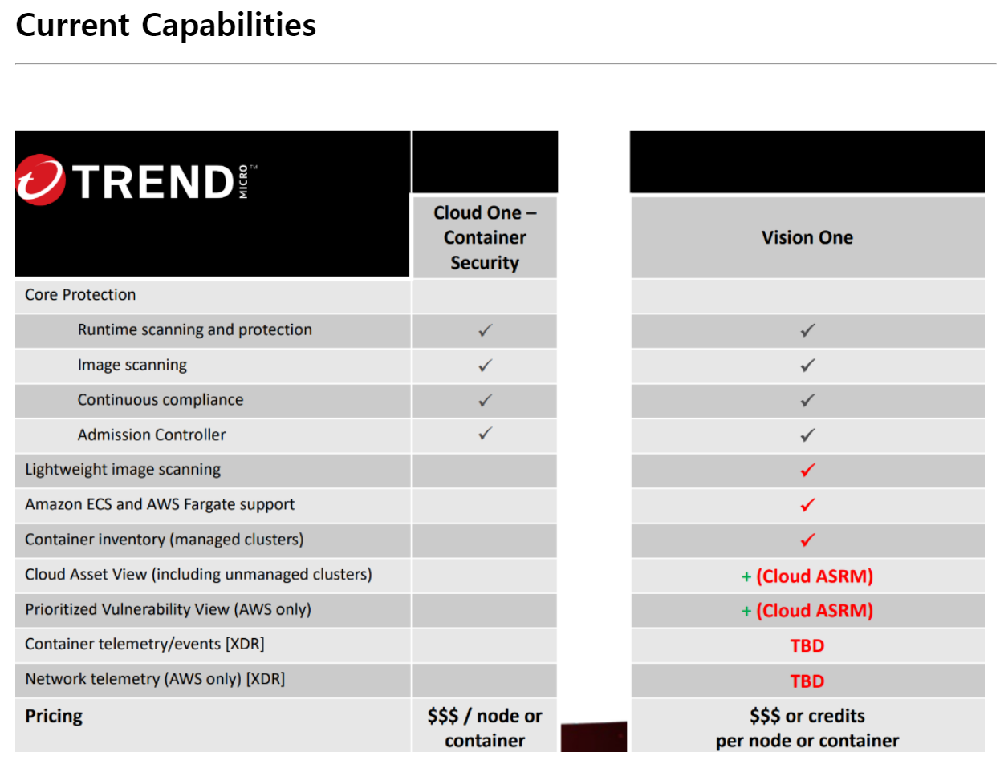 Current Capabilities
TREND MICRO™
Cloud One –
Container
Security
Vision One
Core Protection
Runtime scanning and protection ✓ ✓
Image scanning ✓ ✓
Continuous compliance ✓ ✓
Admission Controller ✓ ✓
Lightweight image scanning ✓
Amazon ECS and AWS Fargate support ✓
Container inventory (managed clusters) ✓
Cloud Asset View (including unmanaged clusters) + (Cloud ASRM)
Prioritized Vulnerability View (AWS only) + (Cloud ASRM)
Container telemetry/events [XDR] TBD
Network telemetry (AWS only) [XDR] TBD
Pricing $$$ / node or $$$ or credits
container per node or container